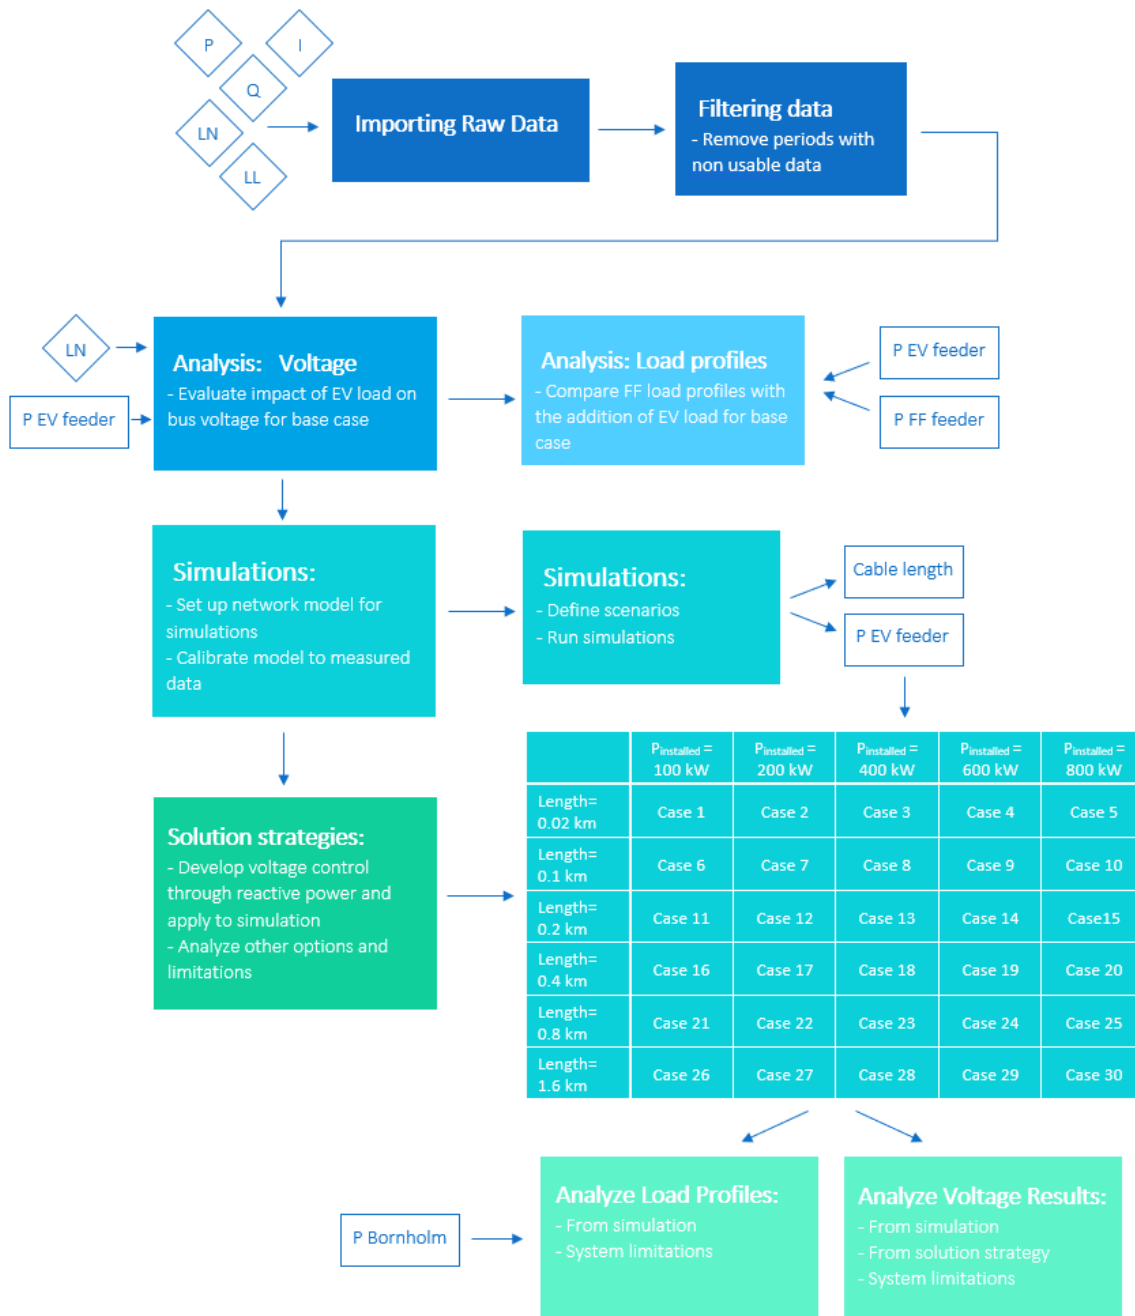 P
I
Q
LN
LL
Importing Raw Data
Filtering data
- Remove periods with
non usable data
LN
P EV feeder
Analysis: Voltage
- Evaluate impact of EV load on
bus voltage for base case
Analysis: Load profiles
- Compare FF load profiles with
the addition of EV load for base
case
P EV feeder
P FF feeder
Simulations:
- Set up network model for
simulations
- Calibrate model to measured
data
Simulations:
- Define scenarios
- Run simulations
Cable length
P EV feeder
Solution strategies:
- Develop voltage control
through reactive power and
apply to simulation
- Analyze other options and
limitations
Pinstalled =
100 kW
Pinstalled =
200 kW
Pinstalled =
400 kW
Pinstalled =
600 kW
Pinstalled =
800 kW
Length=
0.02 km
Case 1
Case 2
Case 3
Case 4
Case 5
Length=
0.1 km
Case 6
Case 7
Case 8
Case 9
Case 10
Length=
0.2 km
Case 11
Case 12
Case 13
Case 14
Case15
Length=
0.4 km
Case 16
Case 17
Case 18
Case 19
Case 20
Length=
0.8 km
Case 21
Case 22
Case 23
Case 24
Case 25
Length=
1.6 km
Case 26
Case 27
Case 28
Case 29
Case 30
P Bornholm
Analyze Load Profiles:
- From simulation
- System limitations
Analyze Voltage Results:
- From simulation
- From solution strategy
- System limitations